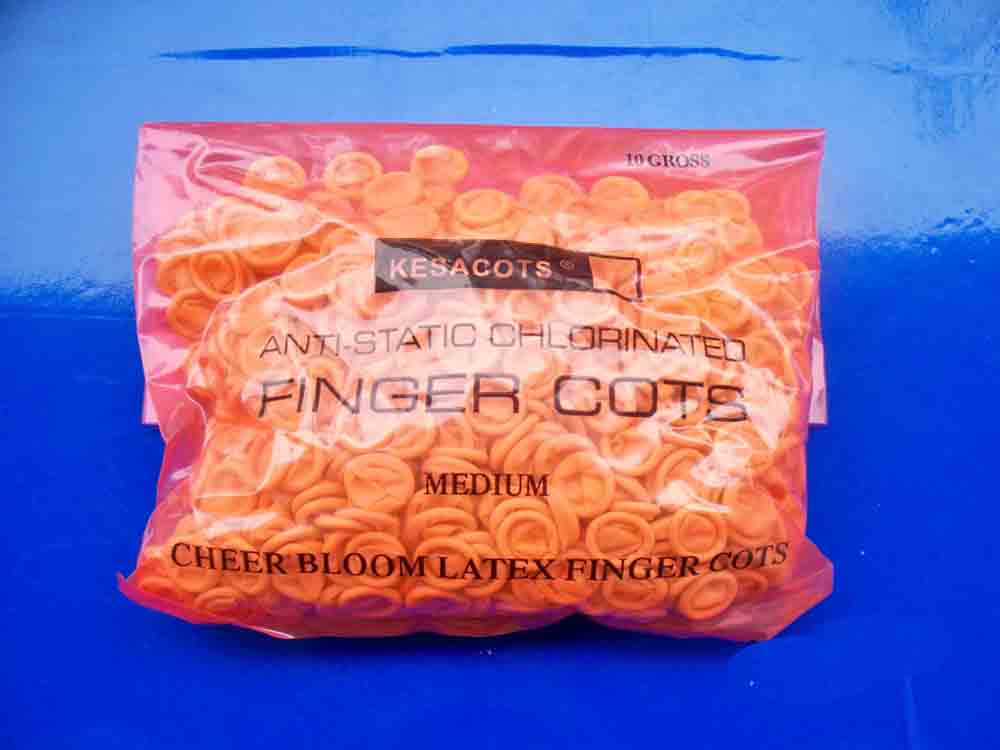 10 GROSS
KESACOTS®
ANTI-STATIC CHLORINATED
FINGER COTS
MEDIUM
CHEER BLOOM LATEX FINGER COTS